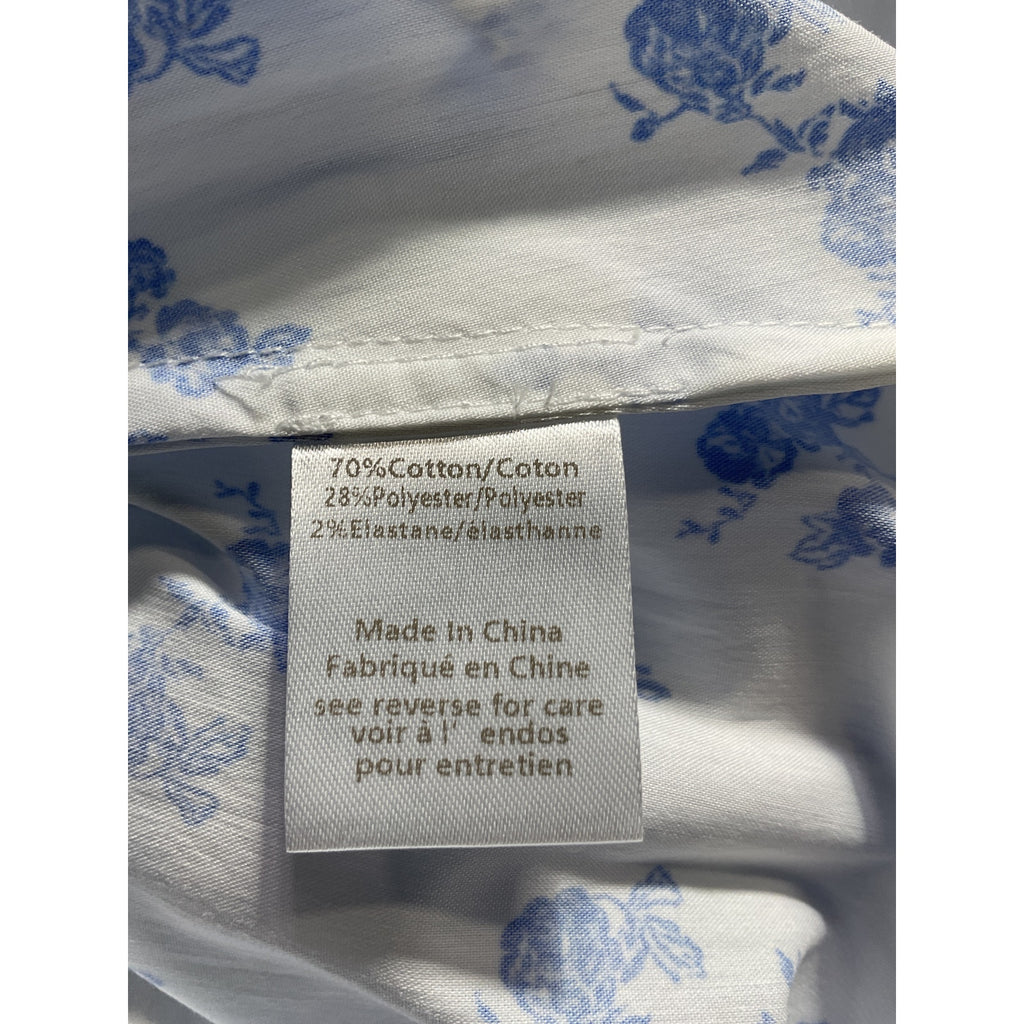 70%Cotton/Coton
28%Polyester/Polyester
2%Elastane/élasthanne
Made In China
Fabriqué en Chine
see reverse for care
voir à l' endos
pour entretien